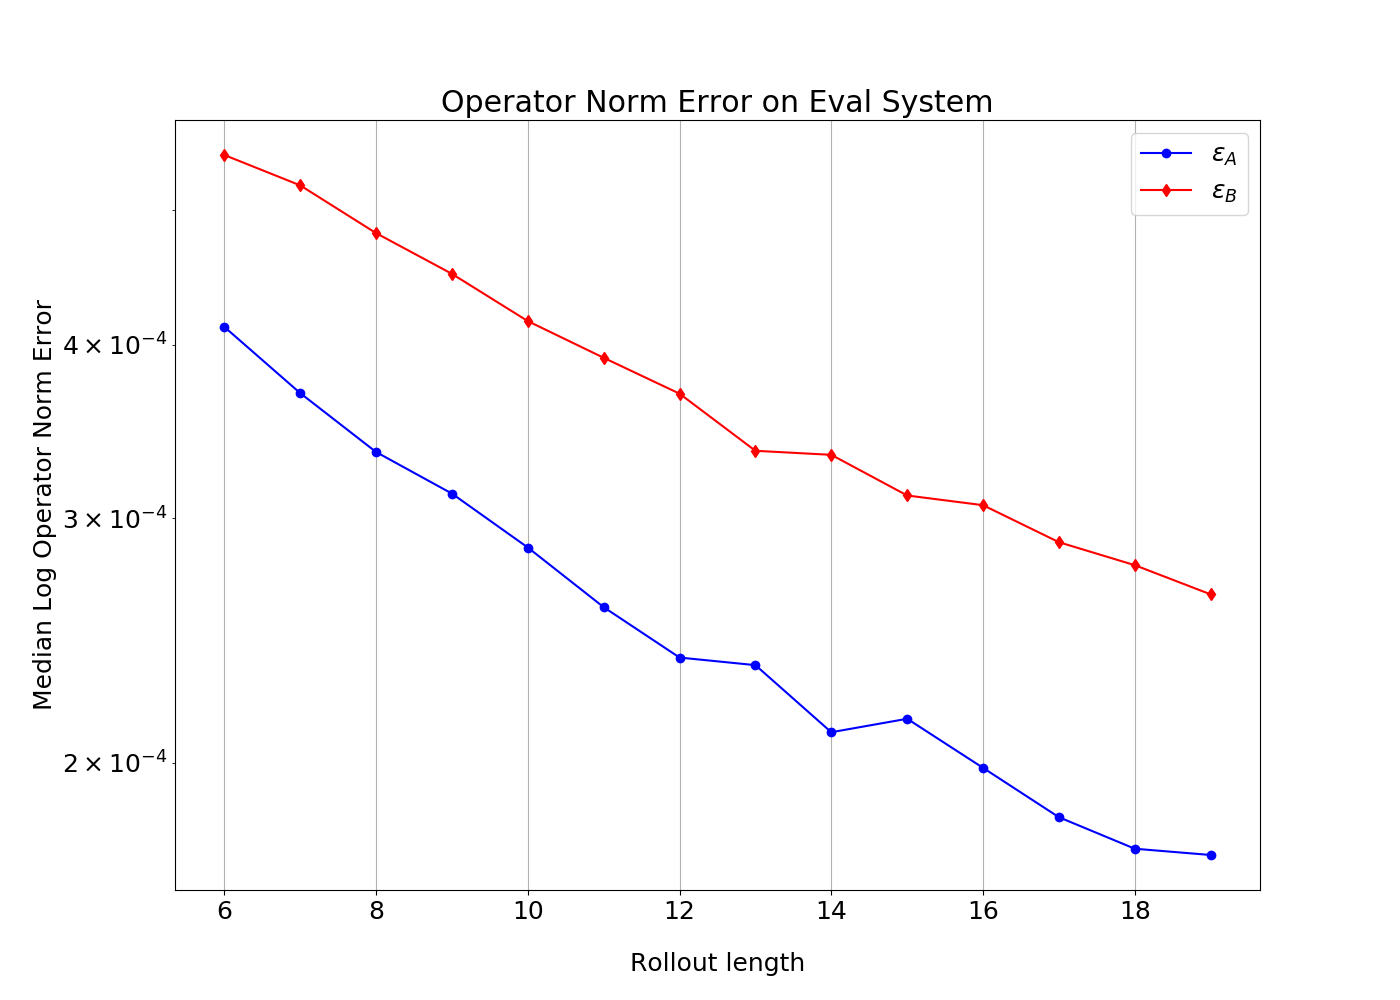 Operator Norm Error on Eval System
ε_A
ε_B
Median Log Operator Norm Error
4 × 10⁻⁴
3 × 10⁻⁴
2 × 10⁻⁴
6 8 10 12 14 16 18
Rollout length